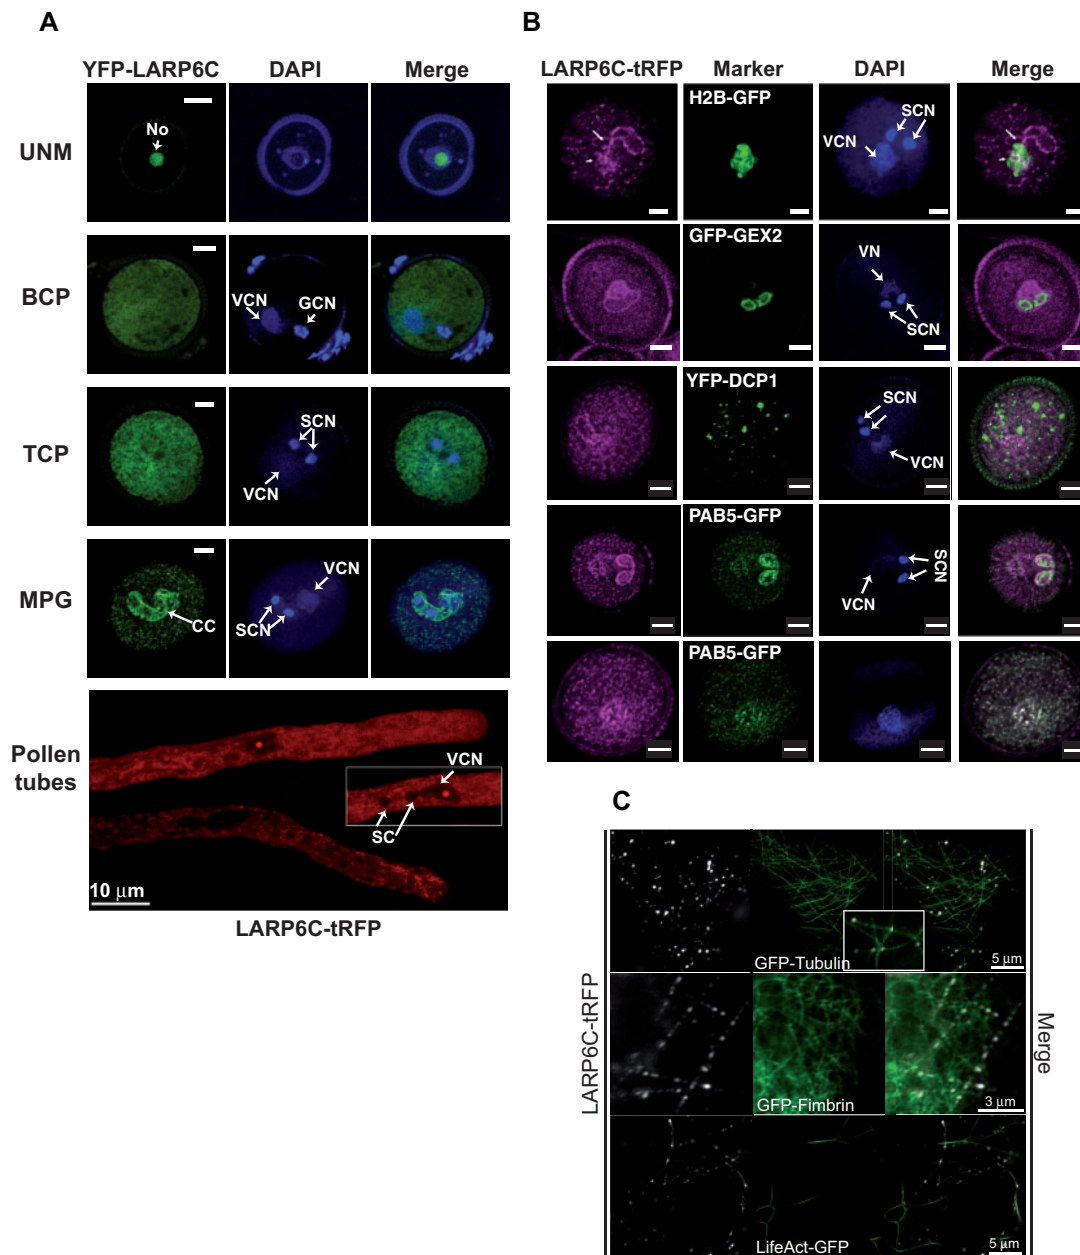 A
YFP-LARP6C DAPI Merge
UNM
No
BCP
VCN GCN
TCP
SCN
VCN
MPG
VCN
CC
SCN
Pollen
tubes
VCN
SC
10 μm
LARP6C-tRFP
B
LARP6C-tRFP Marker DAPI Merge
H2B-GFP
SCN
VCN
GFP-GEX2
VN
SCN
YFP-DCP1
SCN
VCN
PAB5-GFP
SCN
VCN
PAB5-GFP
C
LARP6C-tRFP
GFP-Tubulin
5 μm
GFP-Fimbrin
3 μm
LifeAct-GFP
5 μm
Merge